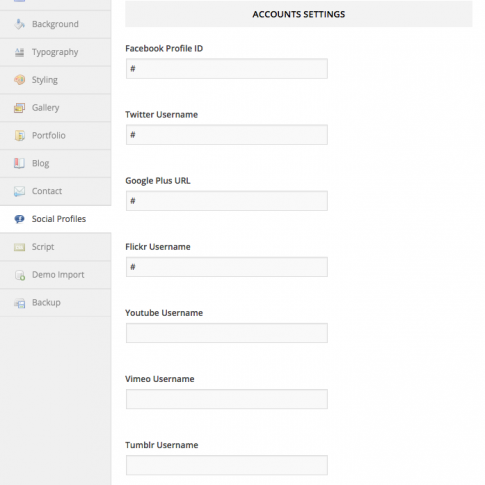 Background
Typography
Styling
Gallery
Portfolio
Blog
Contact
Social Profiles
Script
Demo Import
Backup
ACCOUNTS SETTINGS
Facebook Profile ID
#
Twitter Username
#
Google Plus URL
#
Flickr Username
#
Youtube Username
Vimeo Username
Tumblr Username